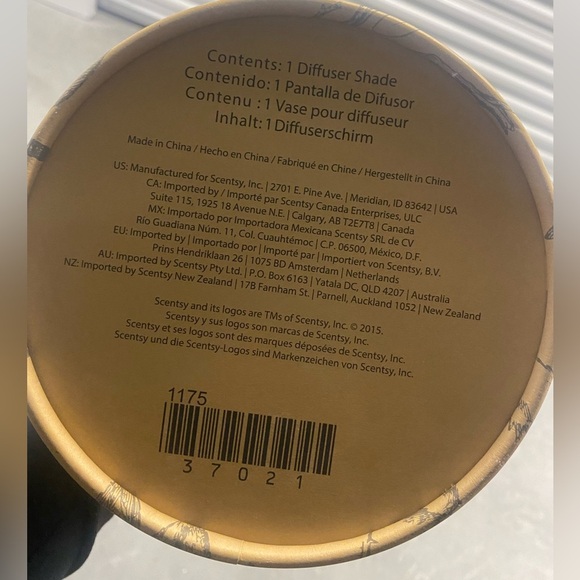 Contents: 1 Diffuser Shade
Contenido: 1 Pantalla de Difusor
Contenu : 1 Vase pour diffuseur
Inhalt: 1 Diffuserschirm
Made in China / Hecho en China / Fabriqué en Chine / Hergestellt in China
US: Manufactured for Scentsy, Inc. | 2701 E. Pine Ave. | Meridian, ID 83642 | USA
CA: Imported by / Importé par Scentsy Canada Enterprises, ULC
Suite 115, 1925 18 Avenue N.E. | Calgary, AB T2E7T8 | Canada
MX: Importado por Importadora Mexicana Scentsy SRL de CV
Río Guadiana Núm. 11, Col. Cuauhtémoc | C.P. 06500, México, D.F.
EU: Imported by | Importado por | Importé par | Importiert von Scentsy, B.V.
Prins Hendriklaan 26 | 1075 BD Amsterdam | Netherlands
AU: Imported by Scentsy Pty Ltd. | P.O. Box 6163 | Yatala DC, QLD 4207 | Australia
NZ: Imported by Scentsy New Zealand | 17B Farnham St. | Parnell, Auckland 1052 | New Zealand
Scentsy and its logos are TMs of Scentsy, Inc. © 2015.
Scentsy y sus logos son marcas de Scentsy, Inc.
Scentsy et ses logos sont des marques déposées de Scentsy, Inc.
Scentsy und die Scentsy-Logos sind Markenzeichen von Scentsy, Inc.
1175
37021